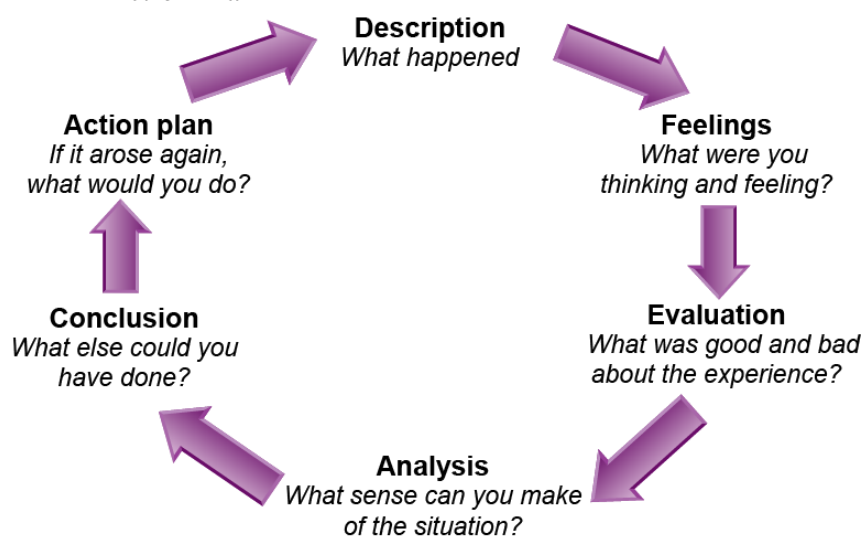 Description
What happened
Feelings
What were you
thinking and feeling?
Evaluation
What was good and bad
about the experience?
Analysis
What sense can you make
of the situation?
Conclusion
What else could you
have done?
Action plan
If it arose again,
what would you do?